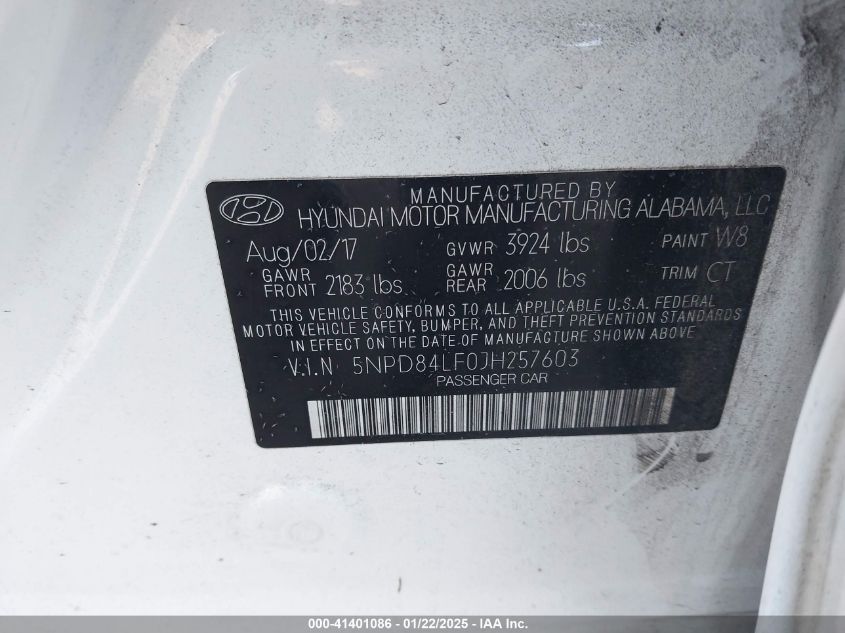 MANUFACTURED BY
HYUNDAI MOTOR MANUFACTURING ALABAMA, LLC
Aug/02/17 GVWR 3924 lbs PAINT W8
GAWR FRONT 2183 lbs GAWR REAR 2006 lbs TRIM CT
THIS VEHICLE CONFORMS TO ALL APPLICABLE U.S.A. FEDERAL
MOTOR VEHICLE SAFETY, BUMPER, AND THEFT PREVENTION STANDARDS
IN EFFECT ON THE DATE OF MANUFACTURE SHOWN ABOVE
V.I.N 5NPD84LF0JH257603
PASSENGER CAR
000-41401086 - 01/22/2025 - IAA Inc.